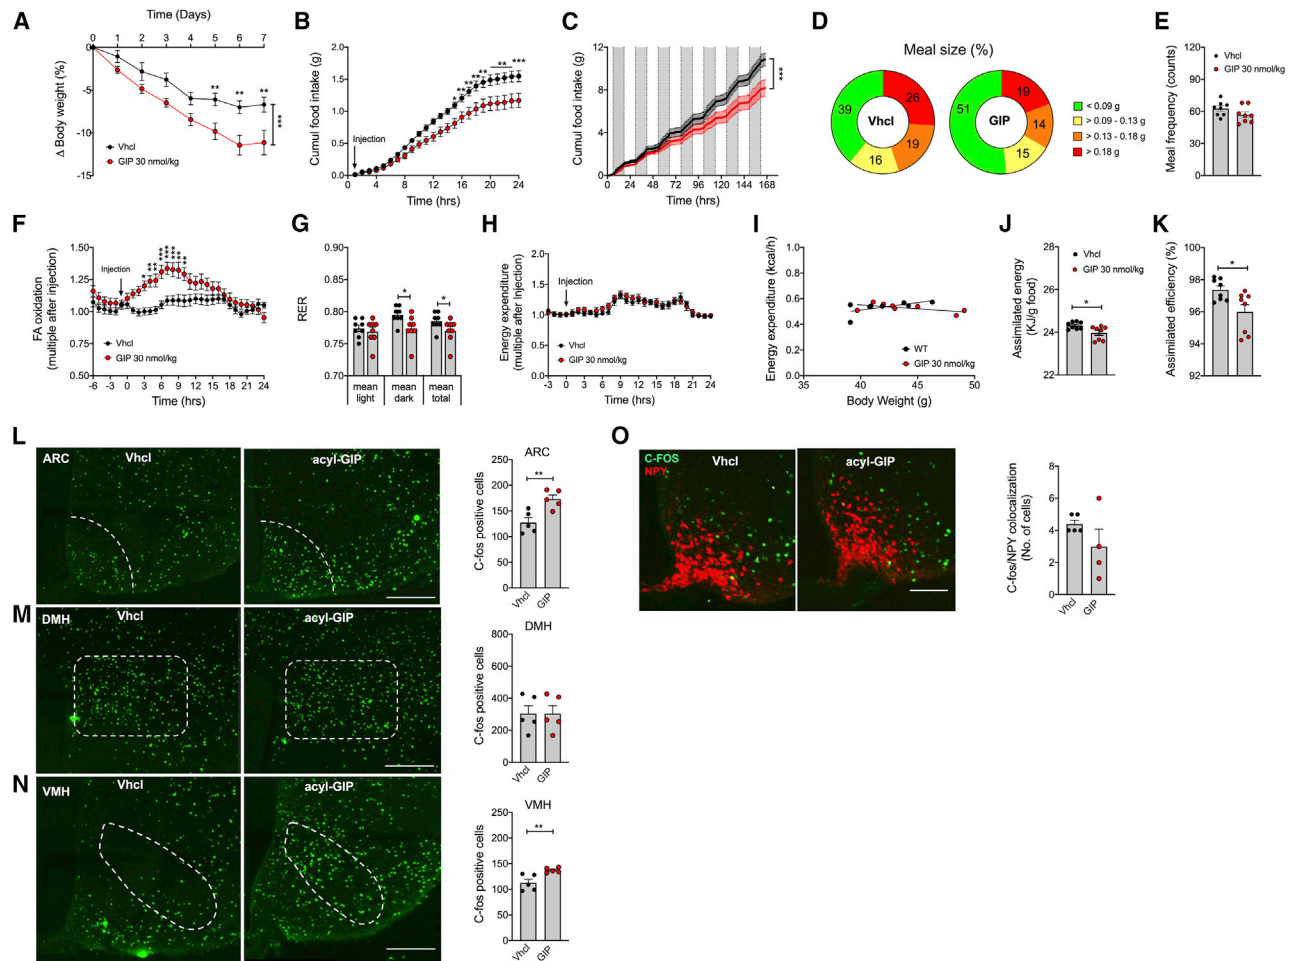 A
Time (Days)
0 1 2 3 4 5 6 7
Δ Body weight (%)
0
-5
-10
-15
** ** **
***
Vhcl
GIP 30 nmol/kg
B
Cumul food intake (g)
2.0
1.5
1.0
0.5
0.0
Injection
* ** ** ** ** ** ***
0 4 8 12 16 20 24
Time (hrs)
C
Cumul food intake (g)
12
8
4
0
***
0 24 48 72 96 120 144 168
Time (hrs)
D
Meal size (%)
39 26 19 16
Vhcl
51 19 14 15
GIP
< 0.09 g
> 0.09 - 0.13 g
> 0.13 - 0.18 g
> 0.18 g
E
Meal frequency (counts)
120
90
60
30
0
Vhcl
GIP 30 nmol/kg
F
FA oxidation
(multiple after injection)
1.50
1.25
1.00
0.75
0.50
Injection
* ** ** *** *** *** *** ** **
Vhcl
GIP 30 nmol/kg
-6 -3 0 3 6 9 12 15 18 21 24
Time (hrs)
G
RER
0.90
0.85
0.80
0.75
0.70
* *
mean light
mean dark
mean total
H
Energy expenditure
(multiple after injection)
2.0
1.5
1.0
0.5
0.0
Injection
Vhcl
GIP 30 nmol/kg
-3 0 3 6 9 12 15 18 21 24
Time (hrs)
I
Energy expenditure (kcal/h)
1.0
0.8
0.6
0.4
0.2
0.0
WT
GIP 30 nmol/kg
35 40 45 50
Body Weight (g)
J
Assimilated energy
(KJ/g food)
28
26
24
22
Vhcl
GIP 30 nmol/kg
*
K
Assimilated efficiency (%)
100
98
96
94
92
*
L
ARC
Vhcl
acyl-GIP
ARC
C-fos positive cells
250
200
150
100
50
0
**
Vhcl
GIP
O
C-FOS
NPY
Vhcl
acyl-GIP
C-fos/NPY colocalization
(No. of cells)
8
6
4
2
0
Vhcl
GIP
M
DMH
Vhcl
acyl-GIP
DMH
C-fos positive cells
800
600
400
200
0
Vhcl
GIP
N
VMH
Vhcl
acyl-GIP
VMH
C-fos positive cells
250
200
150
100
50
0
**
Vhcl
GIP